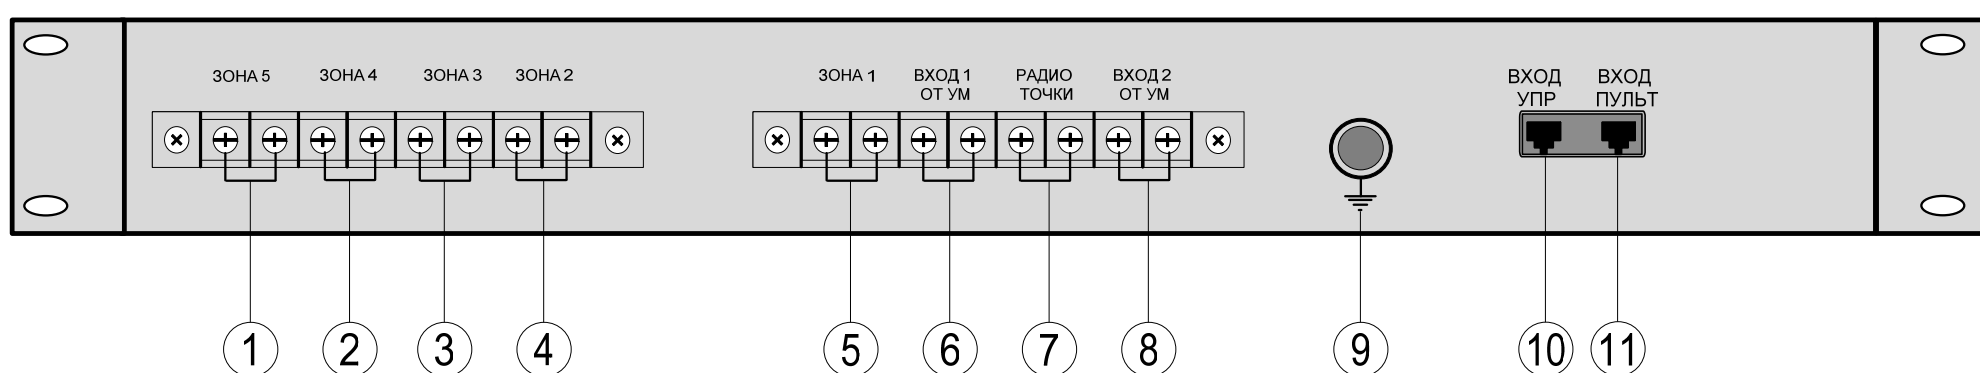 ЗОНА 5 ЗОНА 4 ЗОНА 3 ЗОНА 2 ЗОНА 1 ВХОД 1 РАДИО ВХОД 2 ВХОД ВХОД
ОТ УМ ТОЧКИ ОТ УМ УПР ПУЛЬТ
1 2 3 4 5 6 7 8 9 10 11